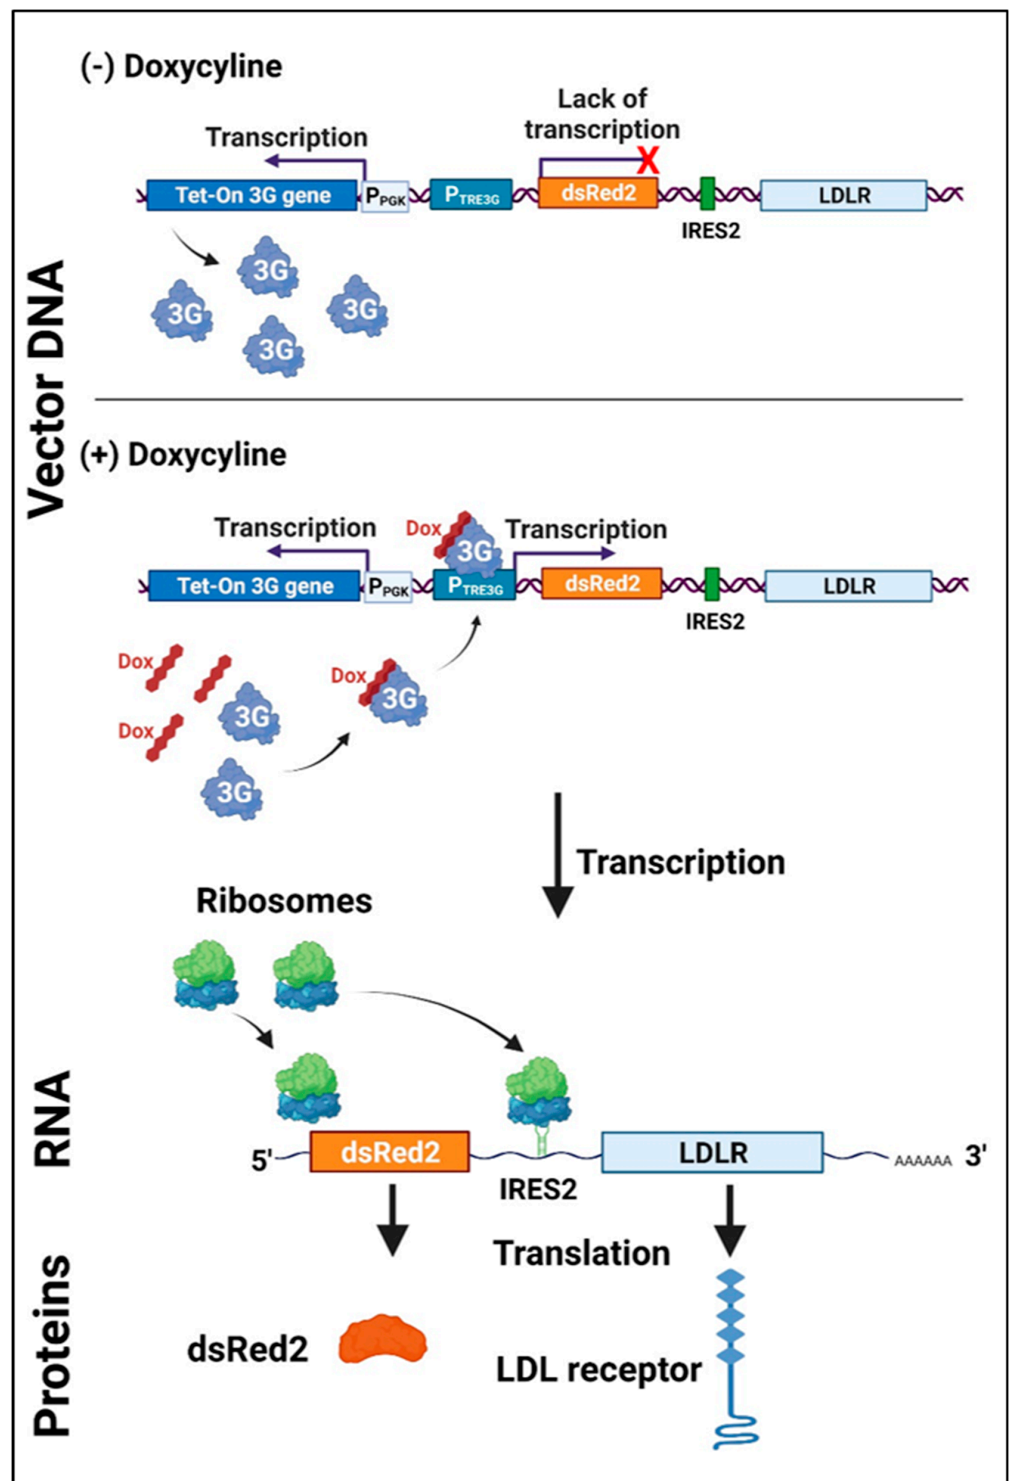 (-) Doxycyline
Lack of
transcription
Transcription
X
Tet-On 3G gene
PPGK
PTRE3G
dsRed2
LDLR
IRES2
3G
3G
3G
3G
Vector DNA
(+) Doxycyline
Transcription
Dox
3G
Transcription
Tet-On 3G gene
PPGK
PTRE3G
dsRed2
LDLR
IRES2
Dox
Dox
3G
3G
Dox
3G
3G
Transcription
Ribosomes
RNA
5'
dsRed2
LDLR
AAAAAA
3'
IRES2
Translation
Proteins
dsRed2
LDL receptor